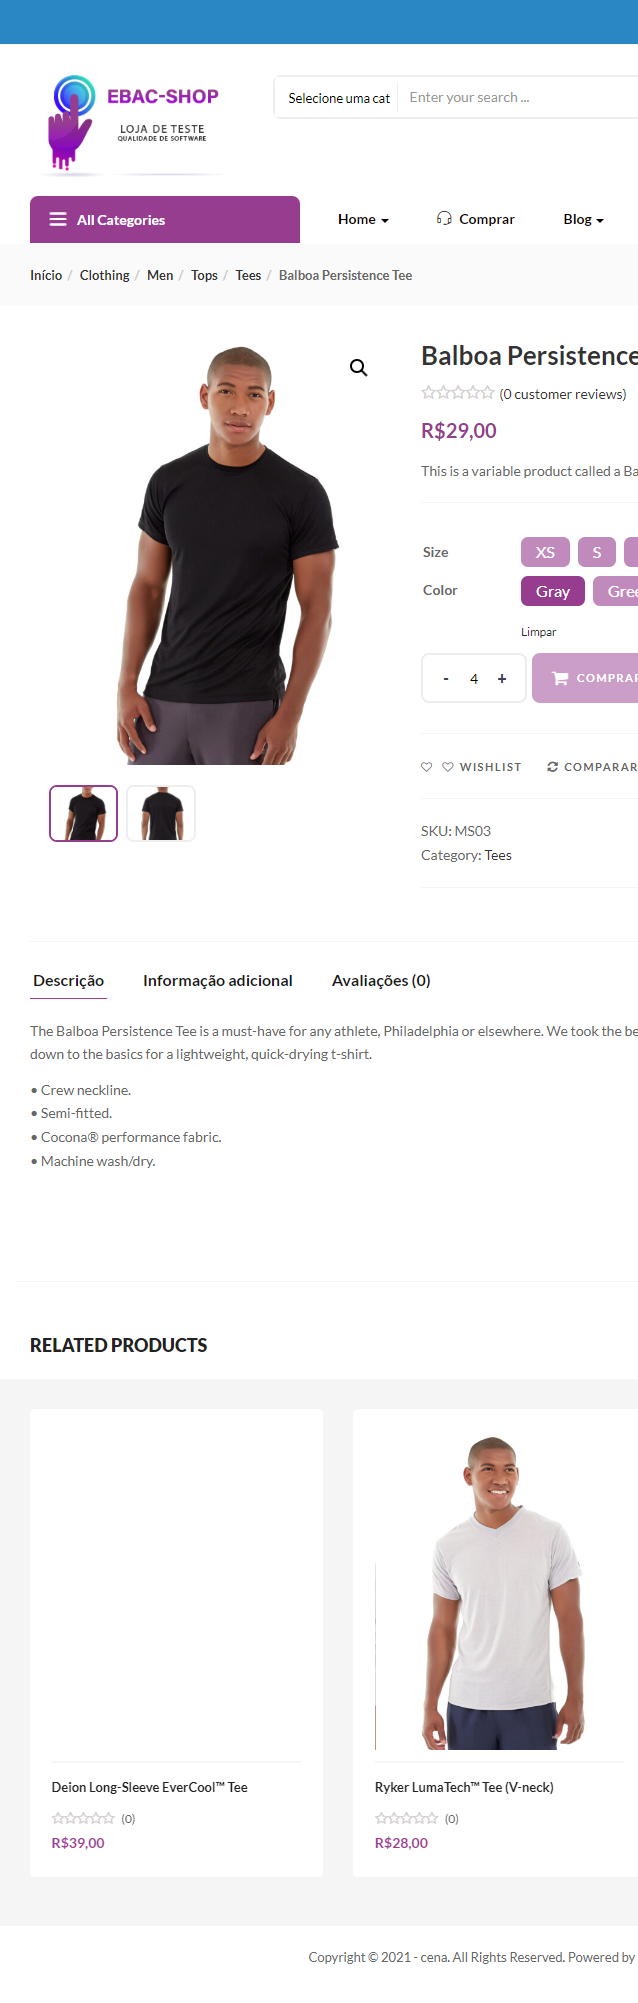 EBAC-SHOP
LOJA DE TESTE
QUALIDADE DE SOFTWARE
Selecione uma cat
Enter your search ...
All Categories
Home
Comprar
Blog
Início / Clothing / Men / Tops / Tees / Balboa Persistence Tee
Balboa Persistence
(0 customer reviews)
R$29,00
This is a variable product called a Ba
Size XS S
Color Gray Gree
Limpar
- 4 + COMPRAR
WISHLIST COMPARAR
SKU: MS03
Category: Tees
Descrição Informação adicional Avaliações (0)
The Balboa Persistence Tee is a must-have for any athlete, Philadelphia or elsewhere. We took the be
down to the basics for a lightweight, quick-drying t-shirt.
• Crew neckline.
• Semi-fitted.
• Cocona® performance fabric.
• Machine wash/dry.
RELATED PRODUCTS
Deion Long-Sleeve EverCool™ Tee
(0)
R$39,00
Ryker LumaTech™ Tee (V-neck)
(0)
R$28,00
Copyright © 2021 - cena. All Rights Reserved. Powered by